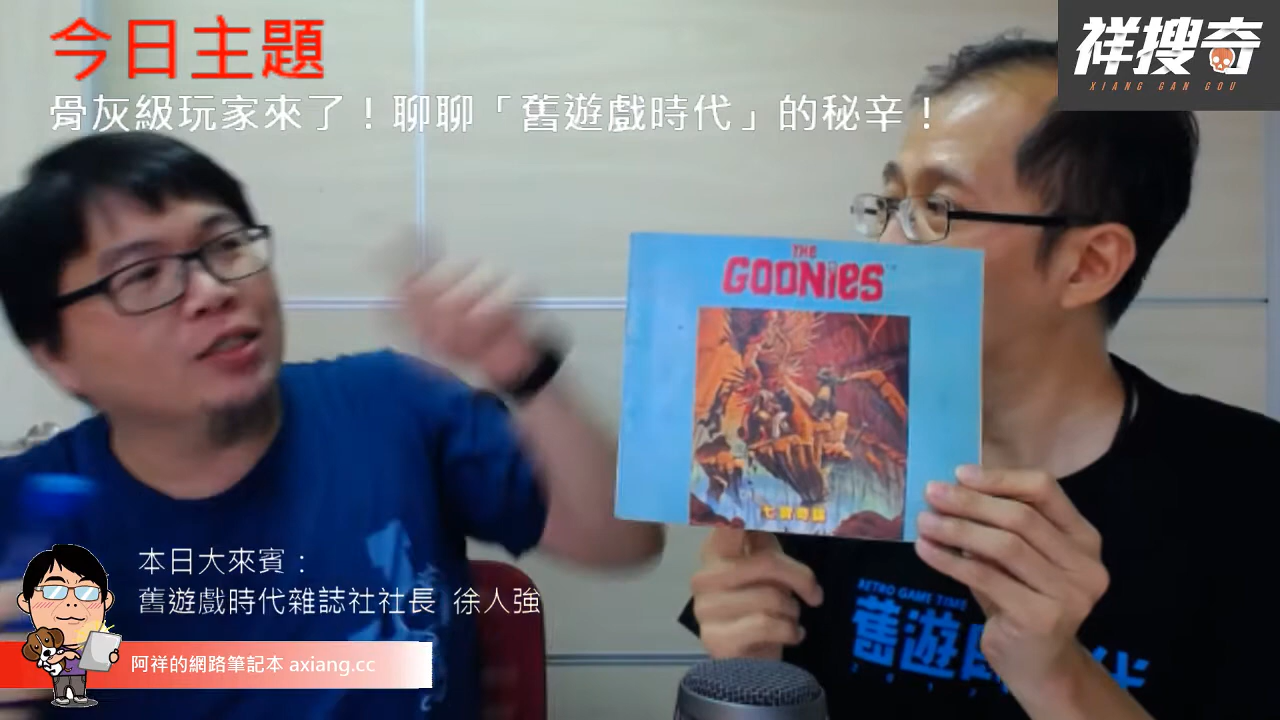 今日主題
骨灰級玩家來了！聊聊「舊遊戲時代」的秘辛！
祥搜奇
XIANG GAN GOU
THE
GOONIES
七寶奇謀
本日大來賓：
舊遊戲時代雜誌社社長 徐人強
阿祥的網路筆記本 axiang.cc
RETRO GAME TIME
舊遊
代